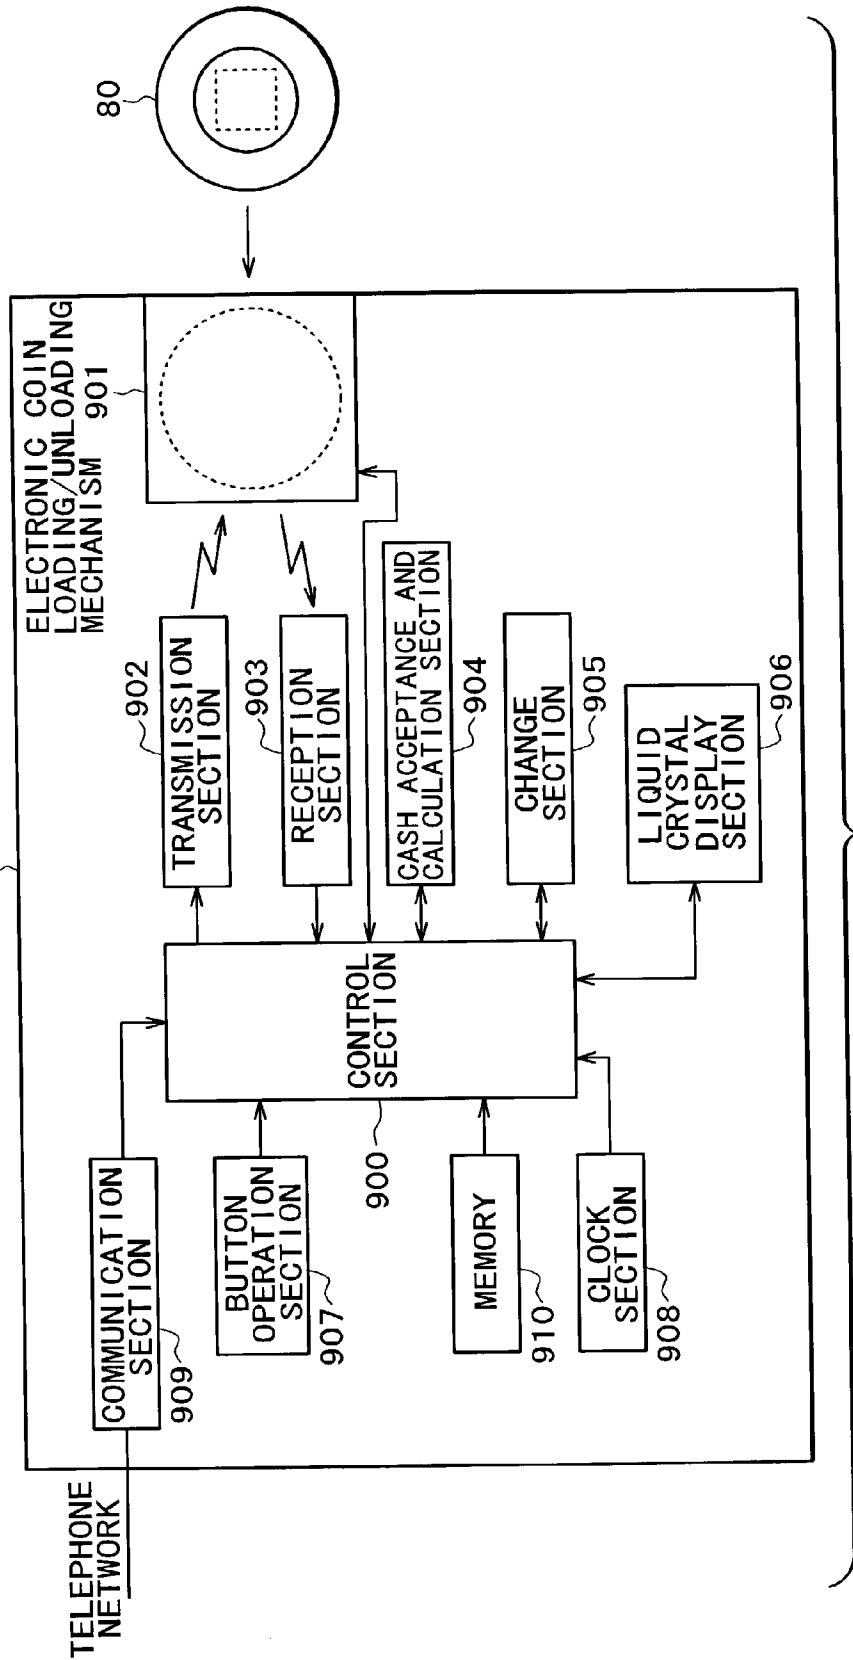 TELEPHONE
NETWORK
COMMUNICATION
SECTION
909
BUTTON
OPERATION
SECTION
907
MEMORY
910
CLOCK
SECTION
908
CONTROL
SECTION
900
TRANSMISSION
SECTION
902
RECEPTION
SECTION
903
CASH ACCEPTANCE AND
CALCULATION SECTION
904
CHANGE
SECTION
905
LIQUID
CRYSTAL
DISPLAY
SECTION
906
ELECTRONIC COIN
LOADING/UNLOADING
MECHANISM
901
80